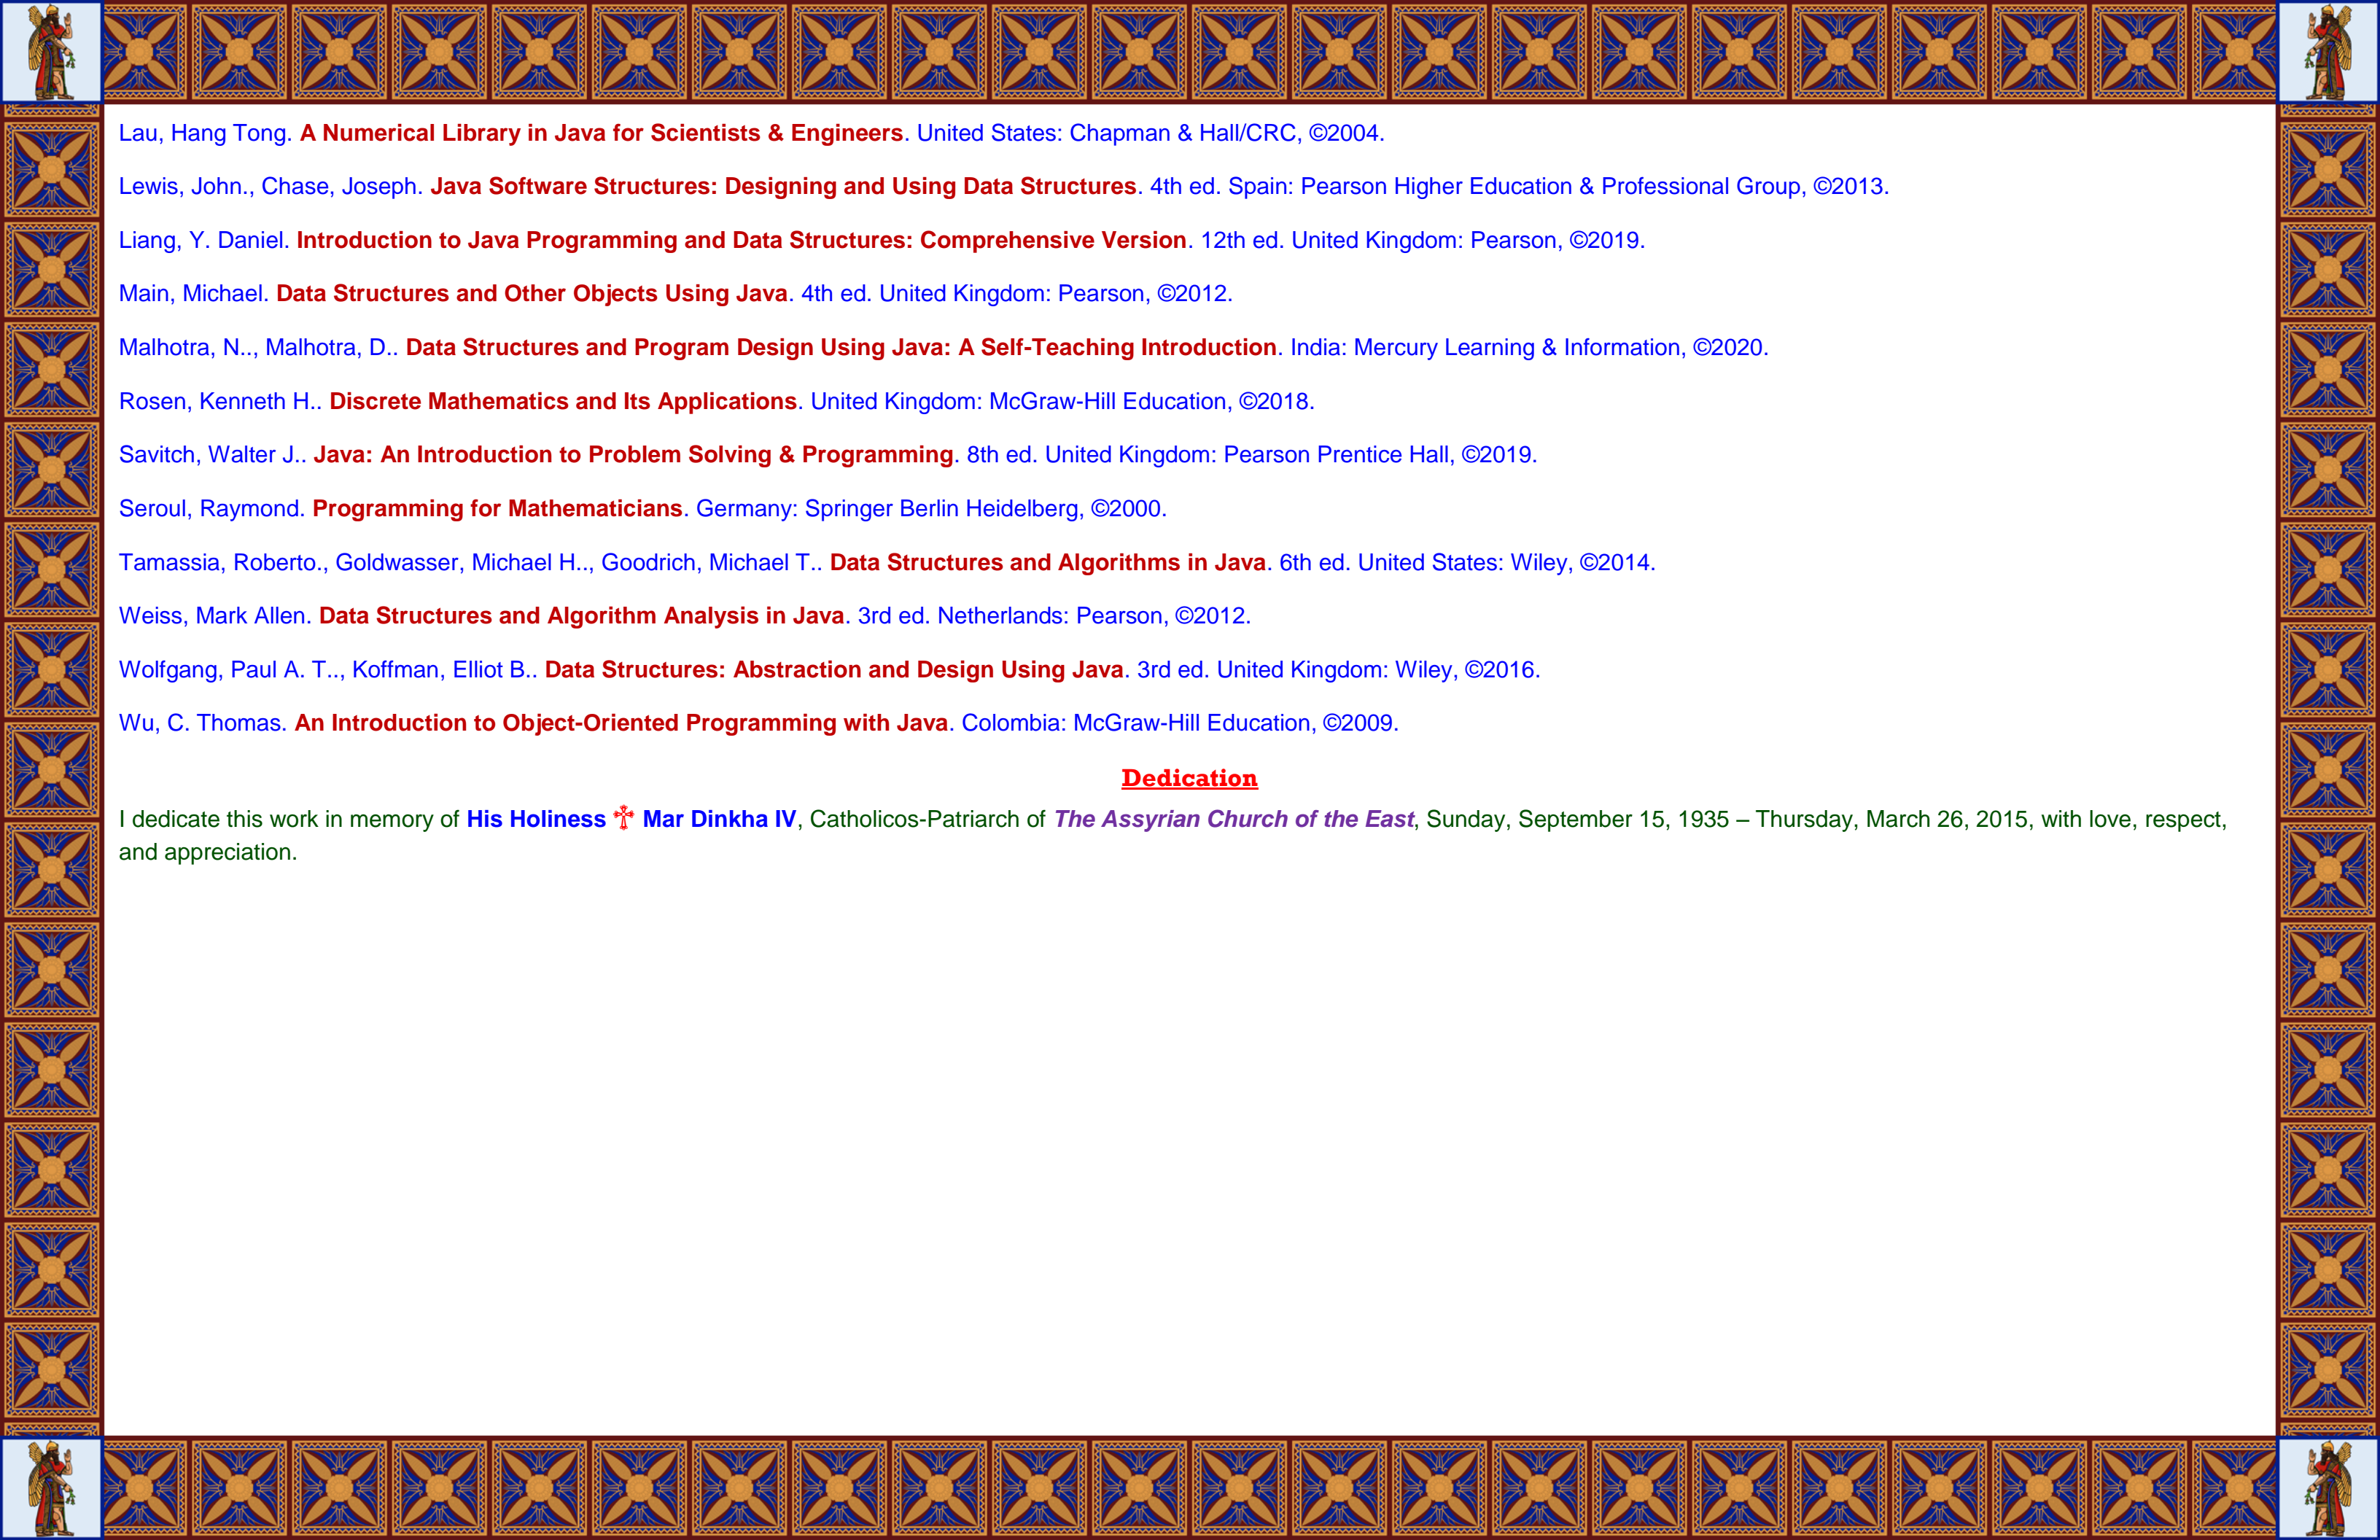 Lau, Hang Tong. A Numerical Library in Java for Scientists & Engineers. United States: Chapman & Hall/CRC, ©2004.
Lewis, John., Chase, Joseph. Java Software Structures: Designing and Using Data Structures. 4th ed. Spain: Pearson Higher Education & Professional Group, ©2013.
Liang, Y. Daniel. Introduction to Java Programming and Data Structures: Comprehensive Version. 12th ed. United Kingdom: Pearson, ©2019.
Main, Michael. Data Structures and Other Objects Using Java. 4th ed. United Kingdom: Pearson, ©2012.
Malhotra, N.., Malhotra, D.. Data Structures and Program Design Using Java: A Self-Teaching Introduction. India: Mercury Learning & Information, ©2020.
Rosen, Kenneth H.. Discrete Mathematics and Its Applications. United Kingdom: McGraw-Hill Education, ©2018.
Savitch, Walter J.. Java: An Introduction to Problem Solving & Programming. 8th ed. United Kingdom: Pearson Prentice Hall, ©2019.
Seroul, Raymond. Programming for Mathematicians. Germany: Springer Berlin Heidelberg, ©2000.
Tamassia, Roberto., Goldwasser, Michael H.., Goodrich, Michael T.. Data Structures and Algorithms in Java. 6th ed. United States: Wiley, ©2014.
Weiss, Mark Allen. Data Structures and Algorithm Analysis in Java. 3rd ed. Netherlands: Pearson, ©2012.
Wolfgang, Paul A. T.., Koffman, Elliot B.. Data Structures: Abstraction and Design Using Java. 3rd ed. United Kingdom: Wiley, ©2016.
Wu, C. Thomas. An Introduction to Object-Oriented Programming with Java. Colombia: McGraw-Hill Education, ©2009.
Dedication
I dedicate this work in memory of His Holiness ♱ Mar Dinkha IV, Catholicos-Patriarch of The Assyrian Church of the East, Sunday, September 15, 1935 – Thursday, March 26, 2015, with love, respect,
and appreciation.